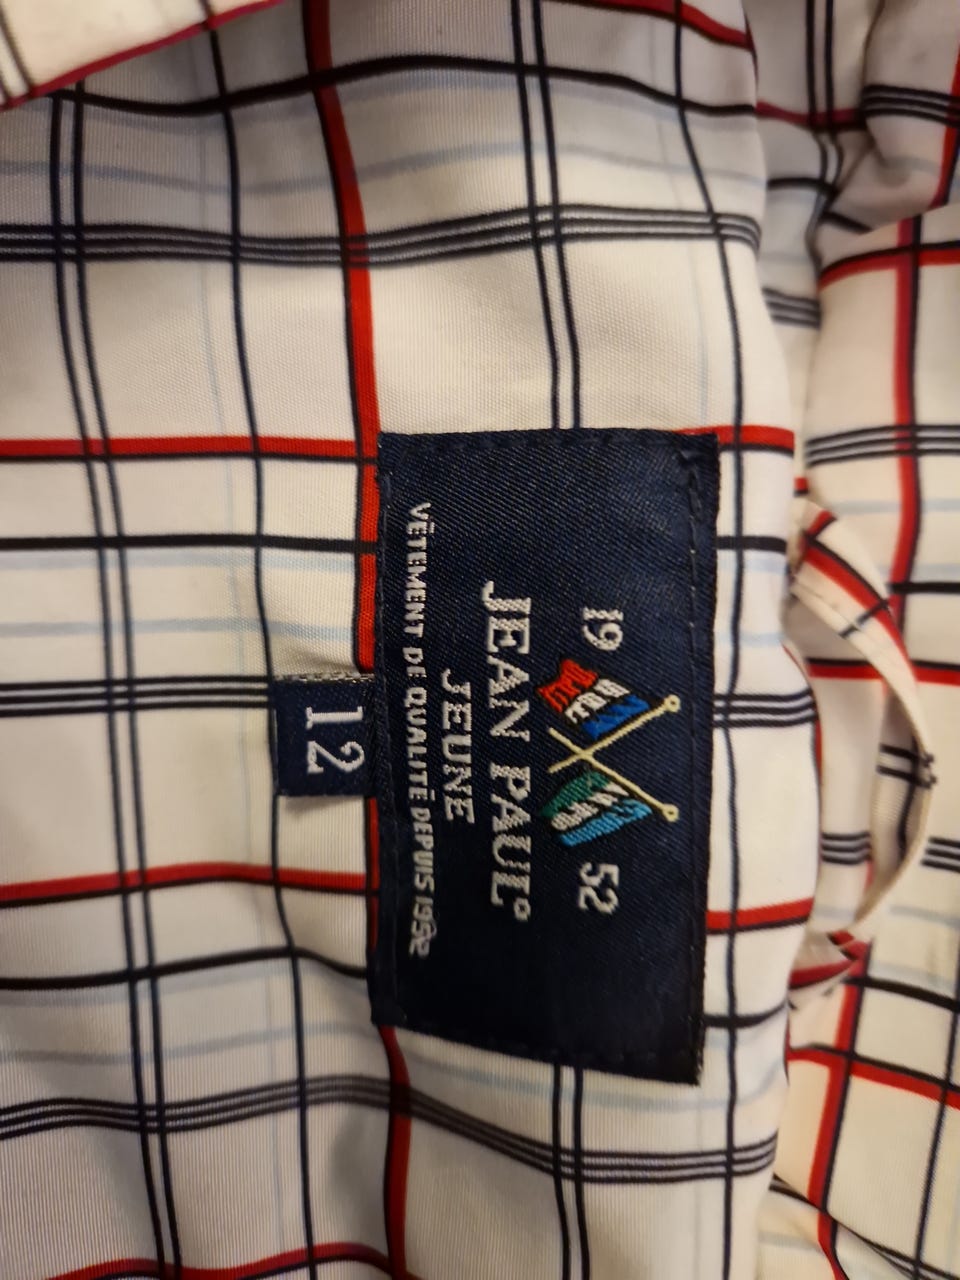 19 52
JEAN PAUL
JEUNE
VÊTEMENT DE QUALITÉ DEPUIS 1952
12